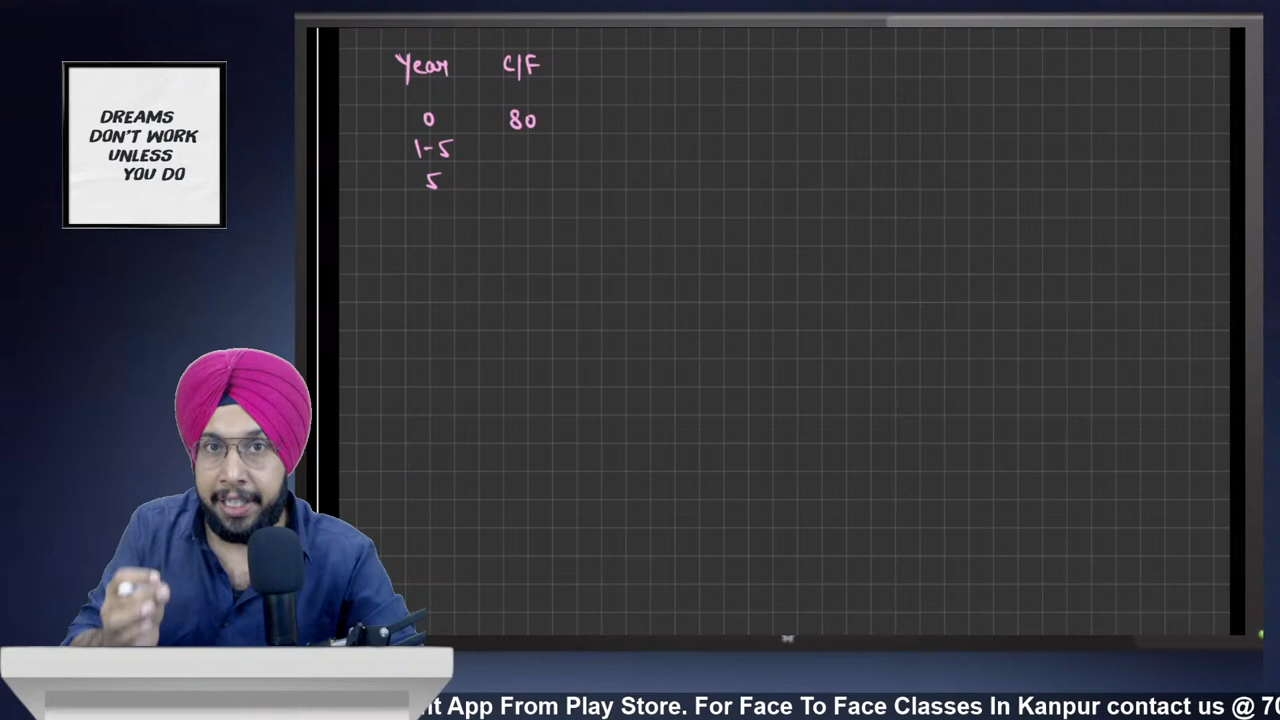 DREAMS
DON'T WORK
UNLESS
YOU DO
Year C/F
0 80
1-5
5
nt App From Play Store. For Face To Face Classes In Kanpur contact us @ 70